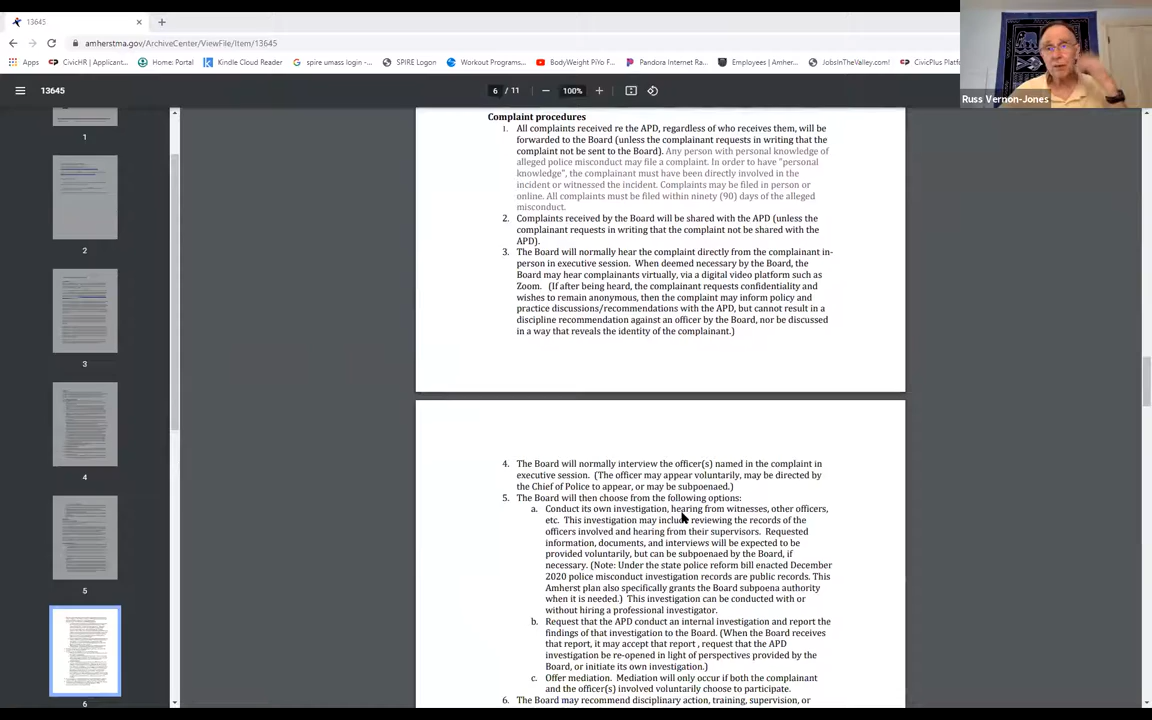 13645
amherstma.gov/ArchiveCenter/ViewFile/Item/13645
Apps CivicHR | Applicant Home: Portal Kindle Cloud Reader spire umass login -... SPIRE Logon Workout Programs... BodyWeight PiYo F... Pandora Internet Ra... Employees | Amher... JobsInTheValley.com! CivicPlus Platf
Russ Vernon-Jones
13645
6 / 11
100%
1
2
3
4
5
6
Complaint procedures
1. All complaints received re the APD, regardless of who receives them, will be
forwarded to the Board (unless the complainant requests in writing that the
complaint not be sent to the Board). Any person with personal knowledge of
alleged police misconduct may file a complaint. In order to have "personal
knowledge", the complainant must have been directly involved in the
incident or witnessed the incident. Complaints may be filed in person or
online. All complaints must be filed within ninety (90) days of the alleged
misconduct.
2. Complaints received by the Board will be shared with the APD (unless the
complainant requests in writing that the complaint not be shared with the
APD).
3. The Board will normally hear the complaint directly from the complainant in-
person in executive session. When deemed necessary by the Board, the
Board may hear complainants virtually, via a digital video platform such as
Zoom. (If after being heard, the complainant requests confidentiality and
wishes to remain anonymous, then the complaint may inform policy and
practice discussions/recommendations with the APD, but cannot result in a
discipline recommendation against an officer by the Board, nor be discussed
in a way that reveals the identity of the complainant.)
4. The Board will normally interview the officer(s) named in the complaint in
executive session. (The officer may appear voluntarily, may be directed by
the Chief of Police to appear, or may be subpoenaed.)
5. The Board will then choose from the following options:
a. Conduct its own investigation, hearing from witnesses, other officers,
etc. This investigation may include reviewing the records of the
officers involved and hearing from their supervisors. Requested
information, documents, and interviews will be expected to be
provided voluntarily, but can be subpoenaed by the Board, if
necessary. (Note: Under the state police reform bill enacted December
2020 police misconduct investigation records are public records. This
Amherst plan also specifically grants the Board subpoena authority
when it is needed.) This investigation can be conducted with or
without hiring a professional investigator.
b. Request that the APD conduct an internal investigation and report the
findings of that investigation to the Board. (When the Board receives
that report, it may accept that report , request that the APD
investigation be re-opened in light of perspectives provided by the
Board, or initiate its own investigation.)
c. Offer mediation. Mediation will only occur if both the complainant
and the officer(s) involved voluntarily choose to participate.
6. The Board may recommend disciplinary action, training, supervision, or